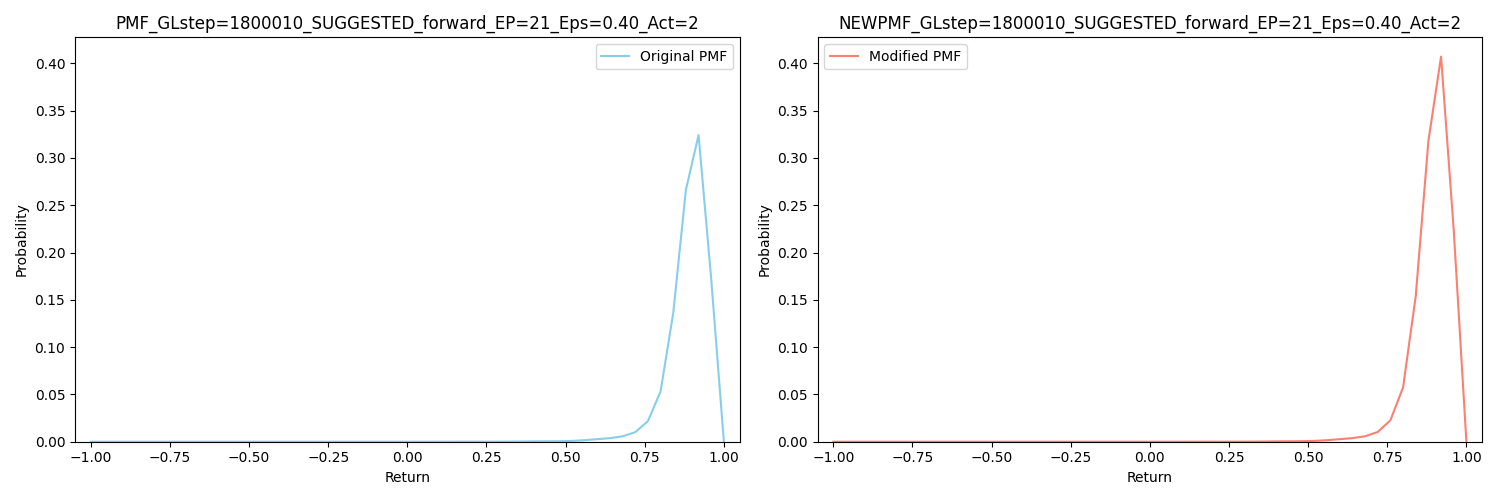 PMF_GLstep=1800010_SUGGESTED_forward_EP=21_Eps=0.40_Act=2
Original PMF
0.40
0.35
0.30
0.25
0.20
0.15
0.10
0.05
0.00
Probability
−1.00 −0.75 −0.50 −0.25 0.00 0.25 0.50 0.75 1.00
Return
NEWPMF_GLstep=1800010_SUGGESTED_forward_EP=21_Eps=0.40_Act=2
Modified PMF
0.40
0.35
0.30
0.25
0.20
0.15
0.10
0.05
0.00
Probability
−1.00 −0.75 −0.50 −0.25 0.00 0.25 0.50 0.75 1.00
Return